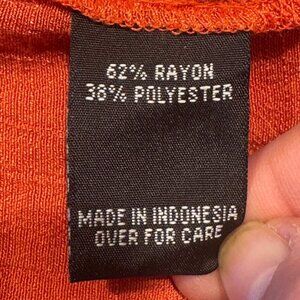 62% RAYON
38% POLYESTER
MADE IN INDONESIA
OVER FOR CARE